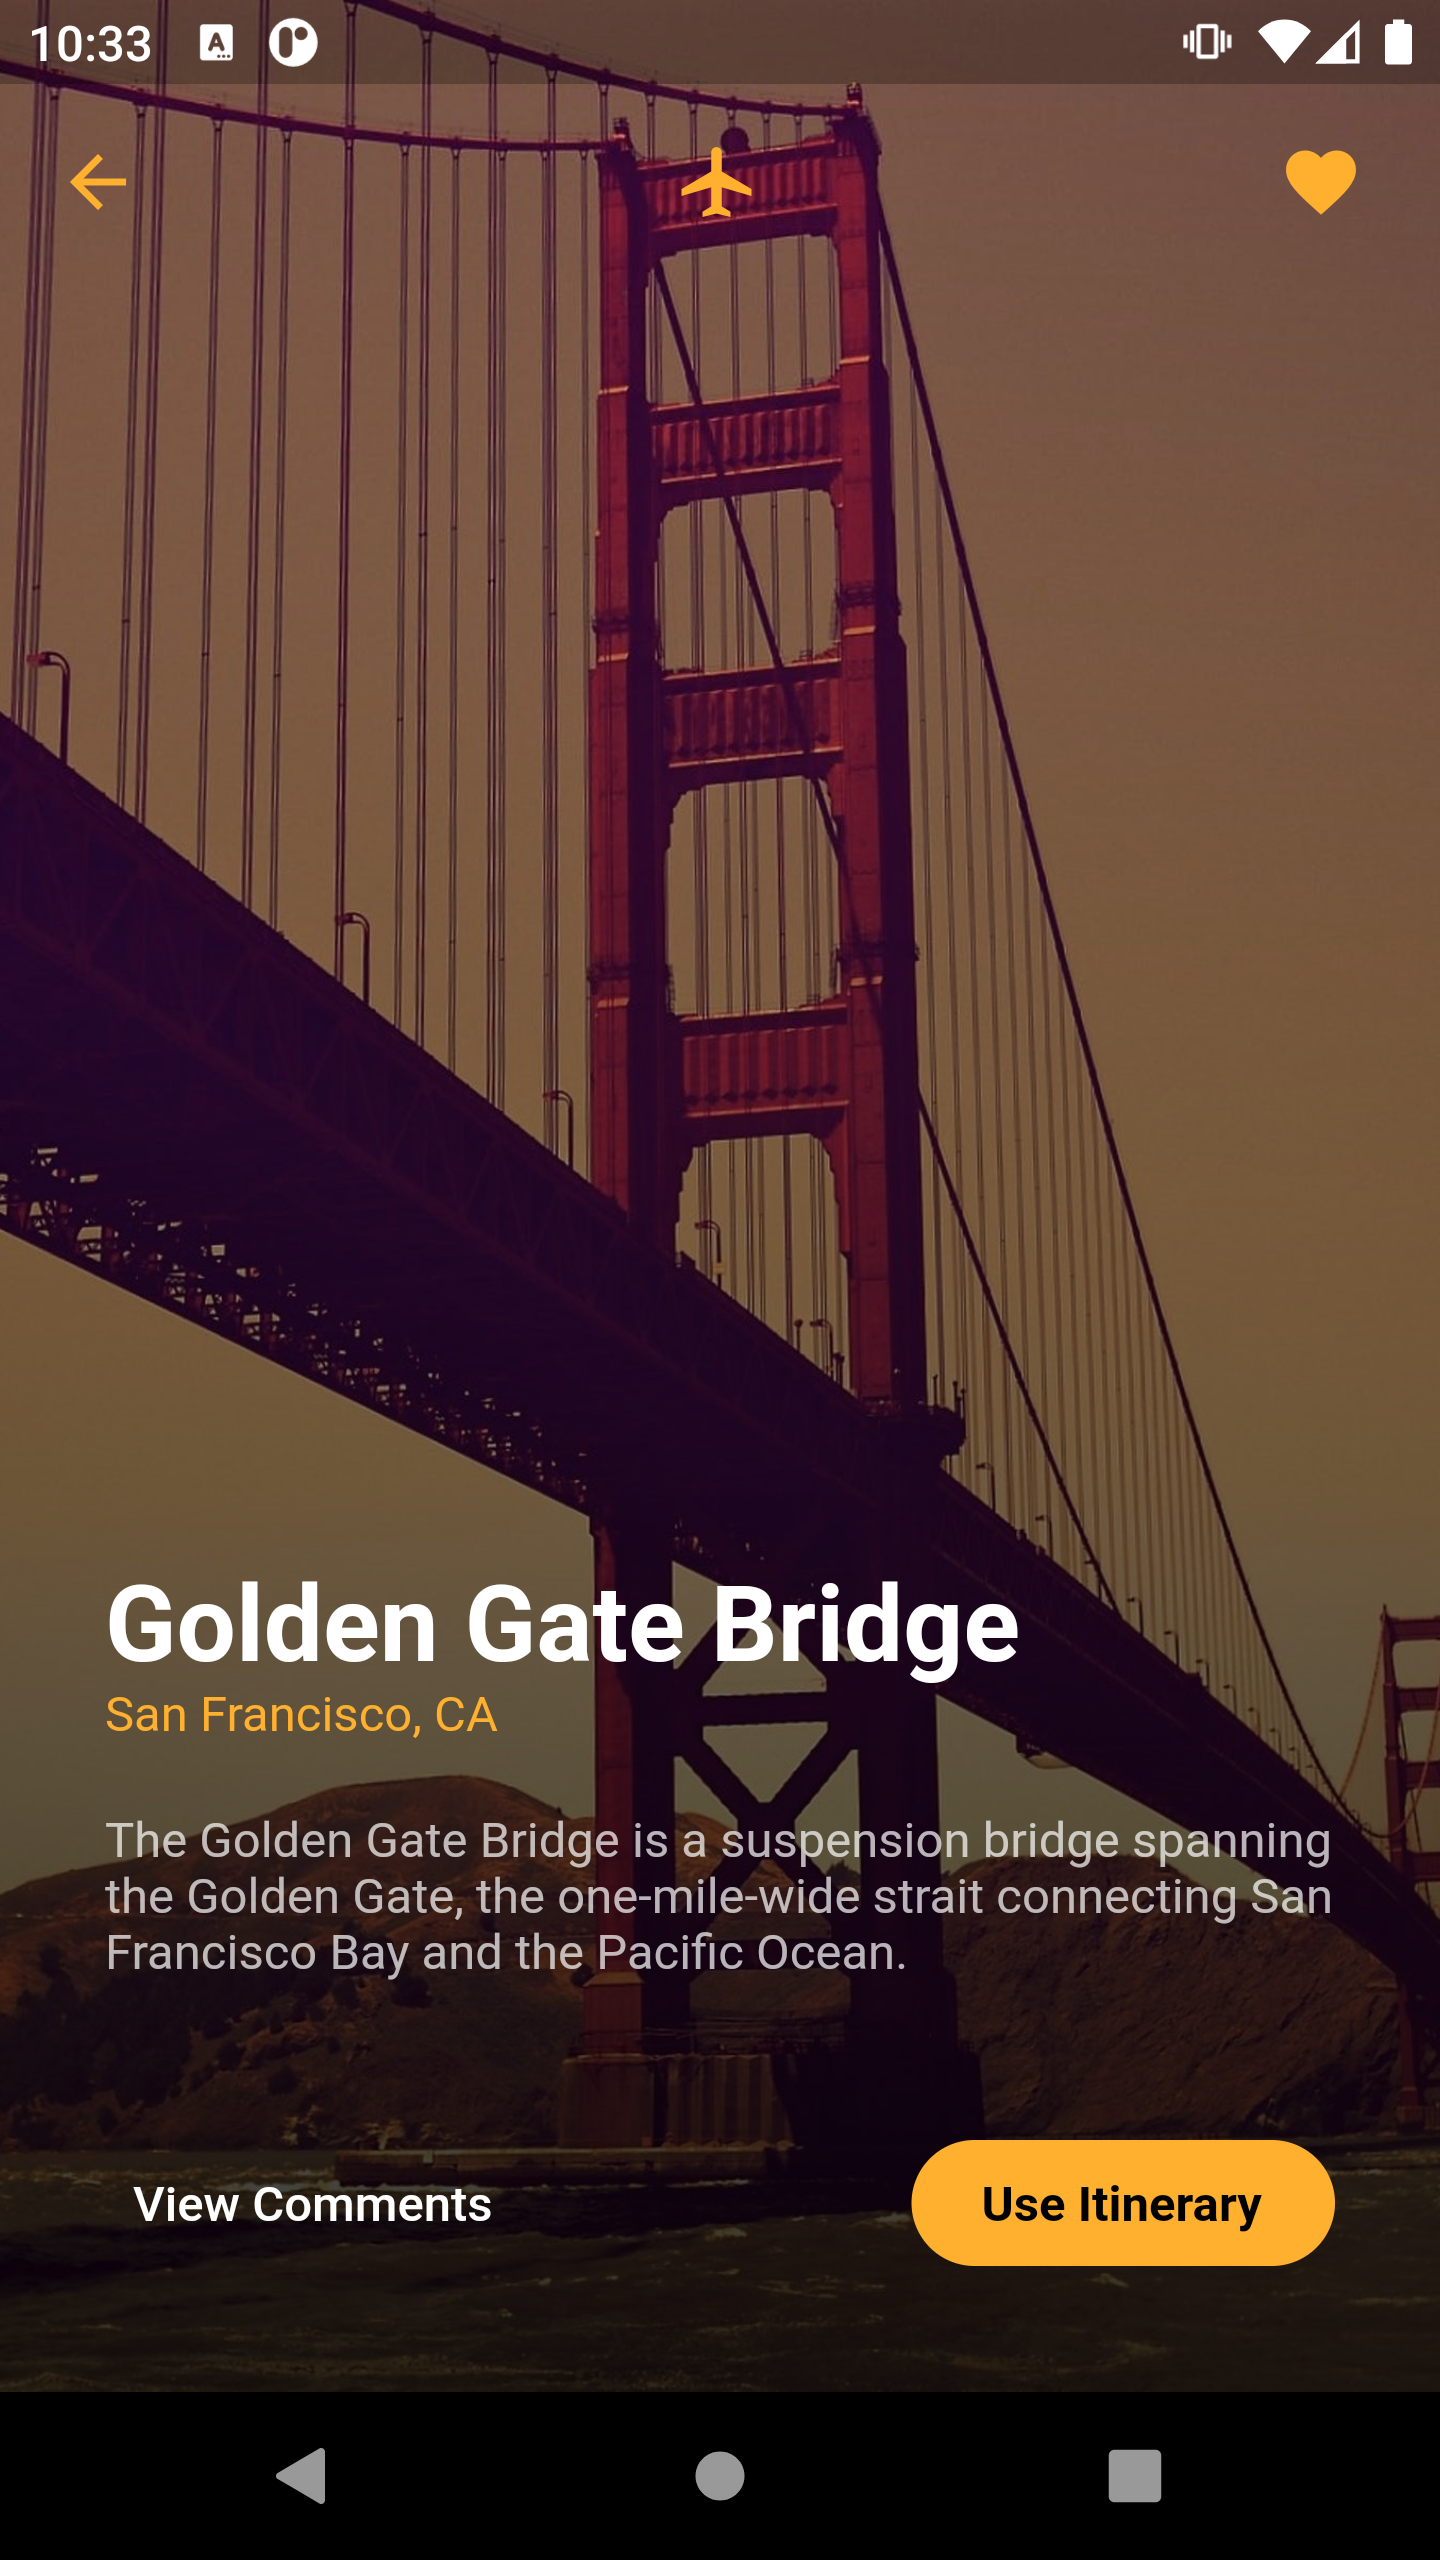 10:33
Golden Gate Bridge
San Francisco, CA
The Golden Gate Bridge is a suspension bridge spanning
the Golden Gate, the one-mile-wide strait connecting San
Francisco Bay and the Pacific Ocean.
View Comments
Use Itinerary